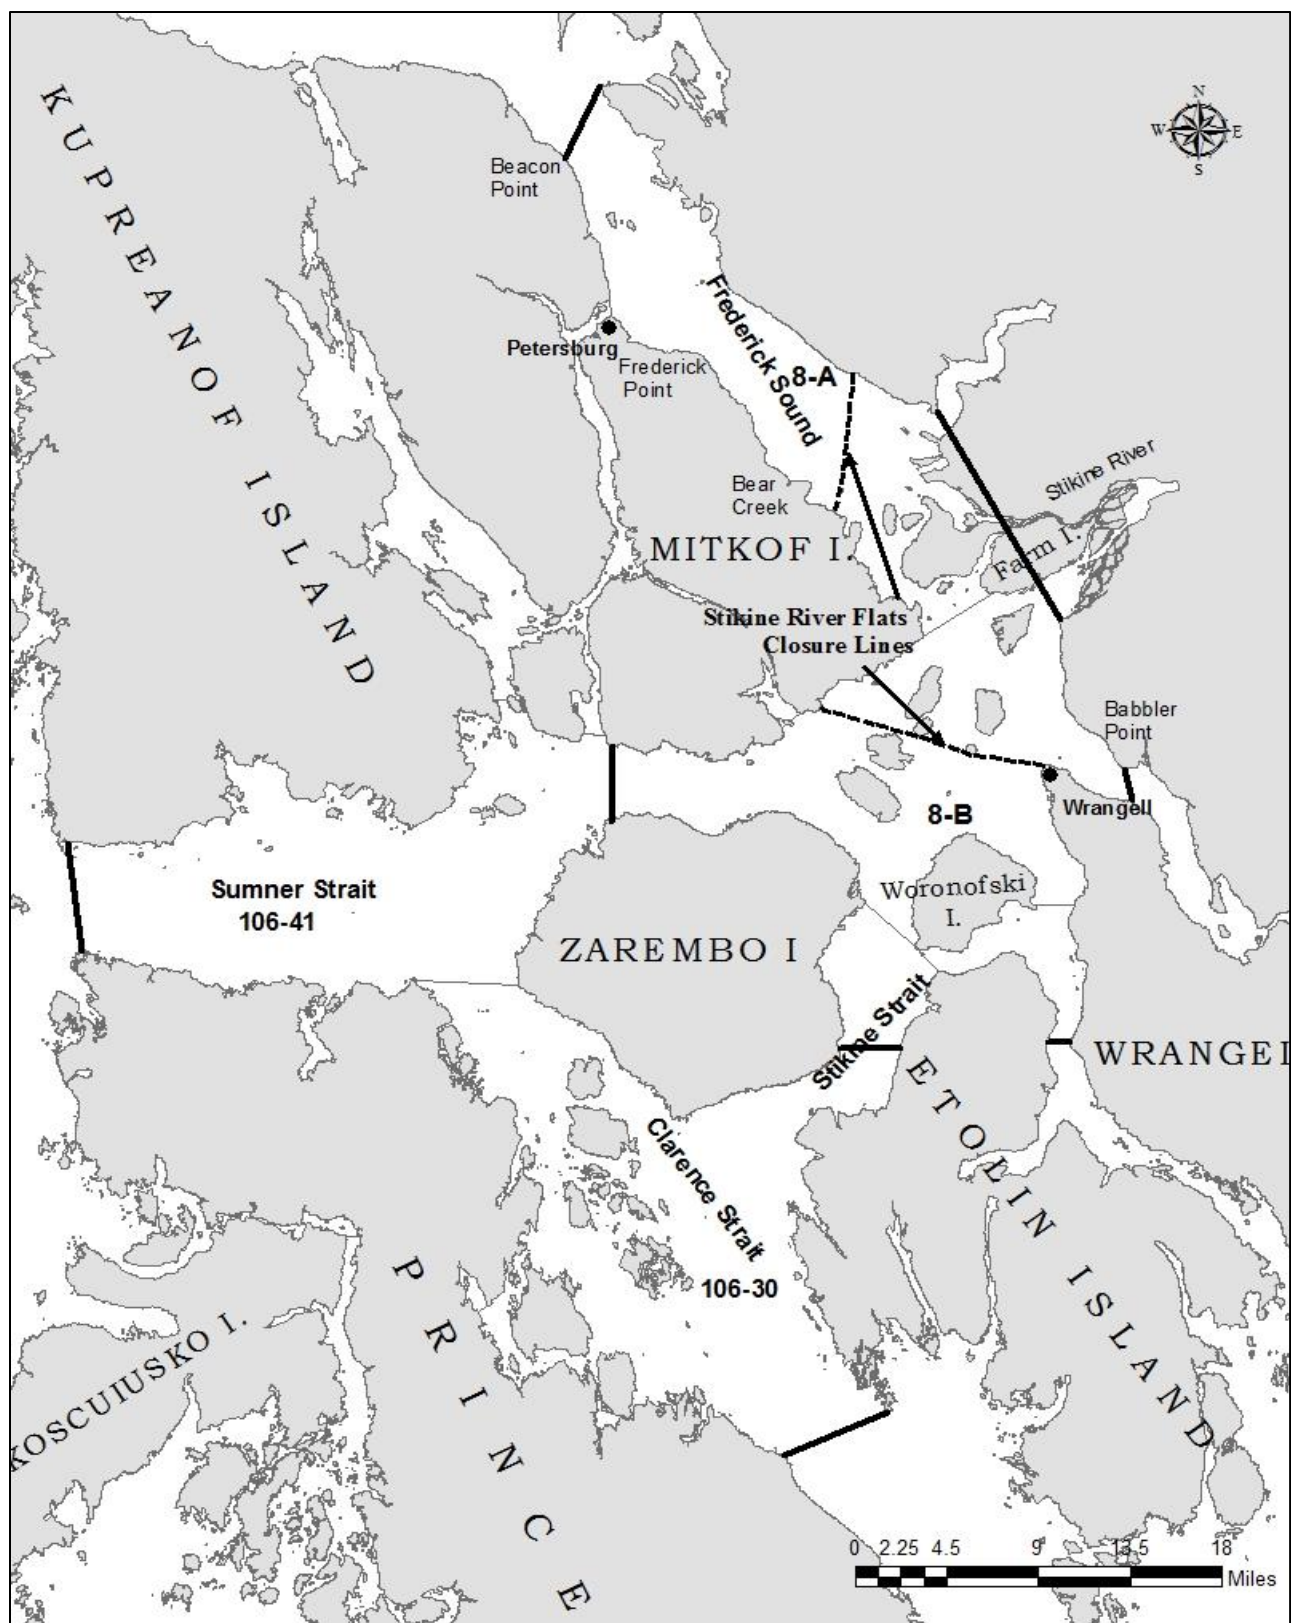 N
W
E
S
KUPREANOF ISLAND
Beacon
Point
Frederick Sound
Petersburg
Frederick
Point
8-A
Stikine River
Bear
Creek
MITKOF I.
Farm I.
Stikine River Flats
Closure Lines
Babbler
Point
8-B
Wrangell
Sumner Strait
106-41
Woronofski
I.
ZAREMBO I
Stikine Strait
WRANGEL
ETOLIN ISLAND
Clarence Strait
106-30
PRINCE
KOSCUIUSKO I.
0 2.25 4.5 9 13.5 18
Miles